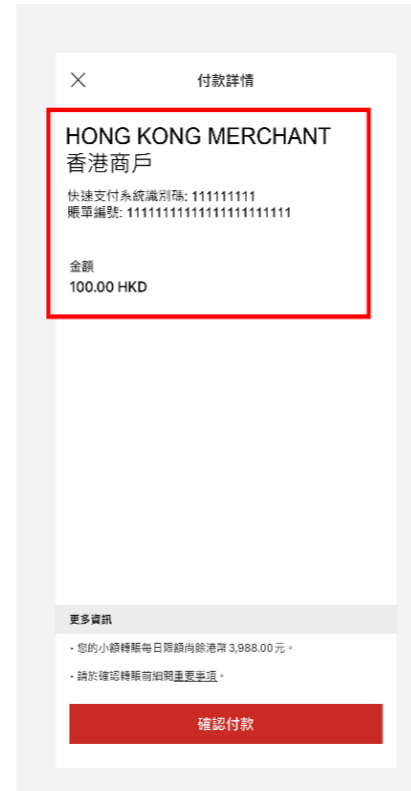 付款詳情
HONG KONG MERCHANT
香港商戶
快速支付系統識別碼: 111111111
賬單編號: 11111111111111111111111
金額
100.00 HKD
更多資訊
• 您的小額轉賬每日限額尚餘港幣 3,988.00 元。
• 請於確認轉賬前細閱重要事項。
確認付款